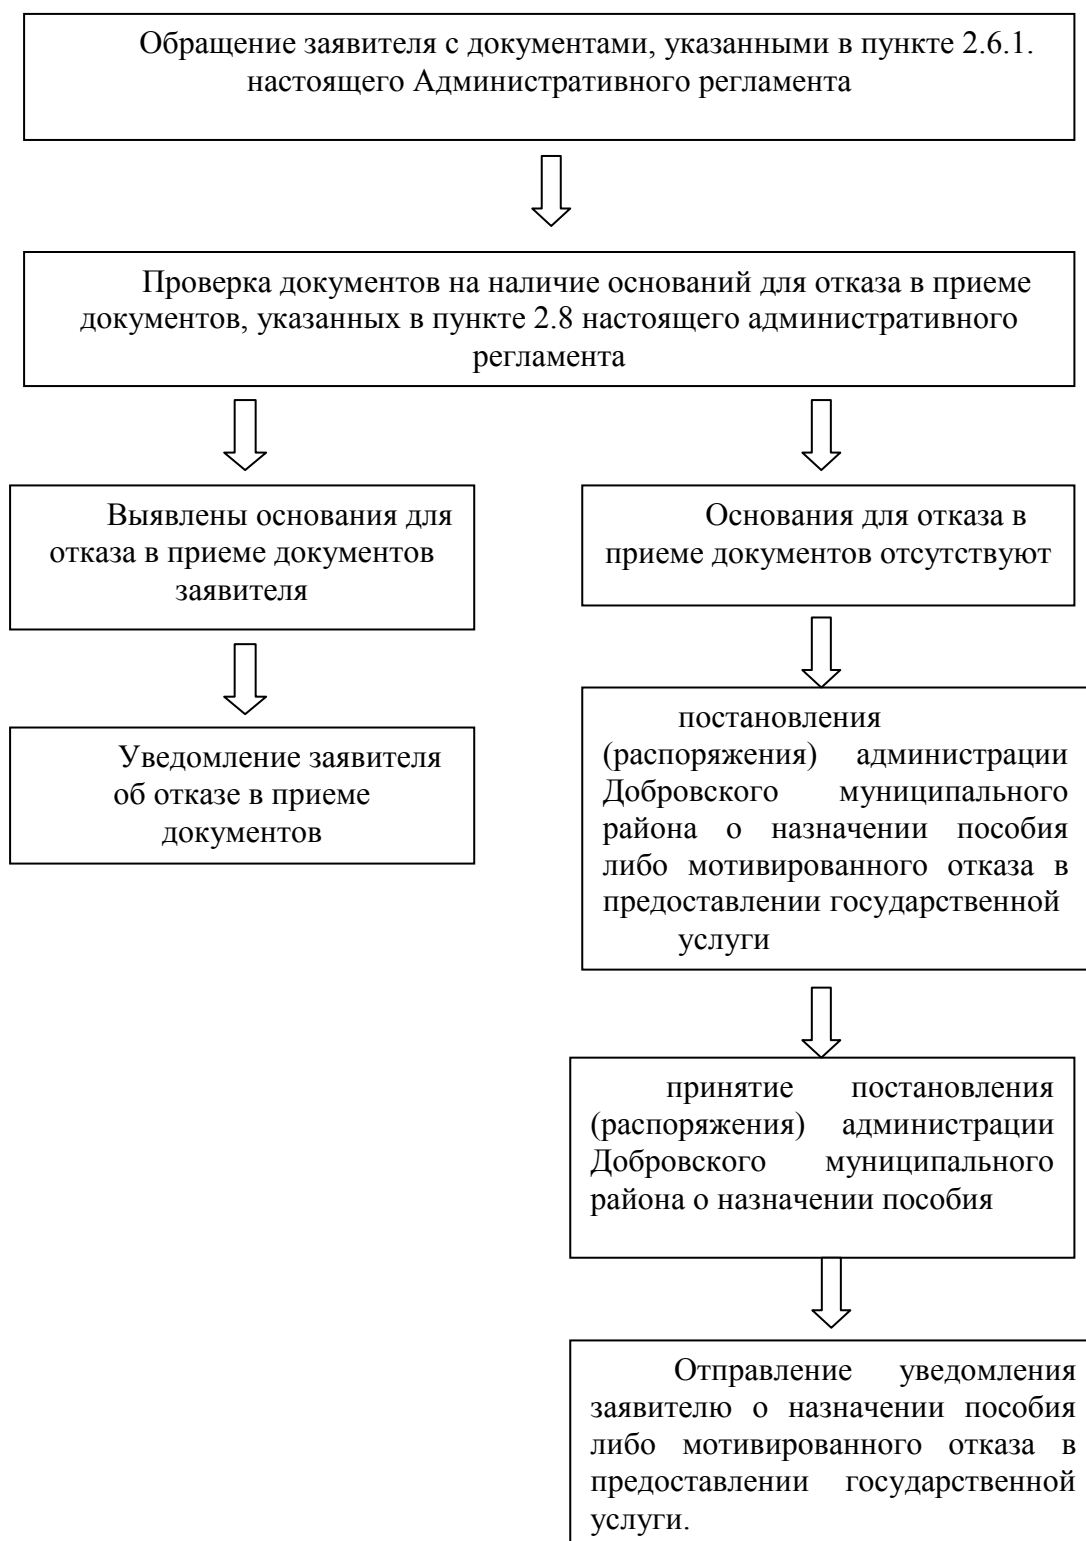 Обращение заявителя с документами, указанными в пункте 2.6.1.
настоящего Административного регламента
Проверка документов на наличие оснований для отказа в приеме
документов, указанных в пункте 2.8 настоящего административного
регламента
Выявлены основания для
отказа в приеме документов
заявителя
Основания для отказа в
приеме документов отсутствуют
Уведомление заявителя
об отказе в приеме
документов
постановления
(распоряжения) администрации
Добровского муниципального
района о назначении пособия
либо мотивированного отказа в
предоставлении государственной
услуги
принятие постановления
(распоряжения) администрации
Добровского муниципального
района о назначении пособия
Отправление уведомления
заявителю о назначении пособия
либо мотивированного отказа в
предоставлении государственной
услуги.